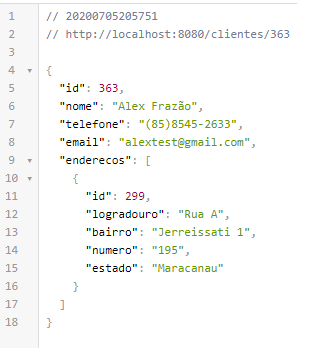 1 // 20200705205751
2 // http://localhost:8080/clientes/363
3
4 {
5 "id": 363,
6 "nome": "Alex Frazão",
7 "telefone": "(85)8545-2633",
8 "email": "alextest@gmail.com",
9 "enderecos": [
10 {
11 "id": 299,
12 "logradouro": "Rua A",
13 "bairro": "Jerreissati 1",
14 "numero": "195",
15 "estado": "Maracanau"
16 }
17 ]
18 }